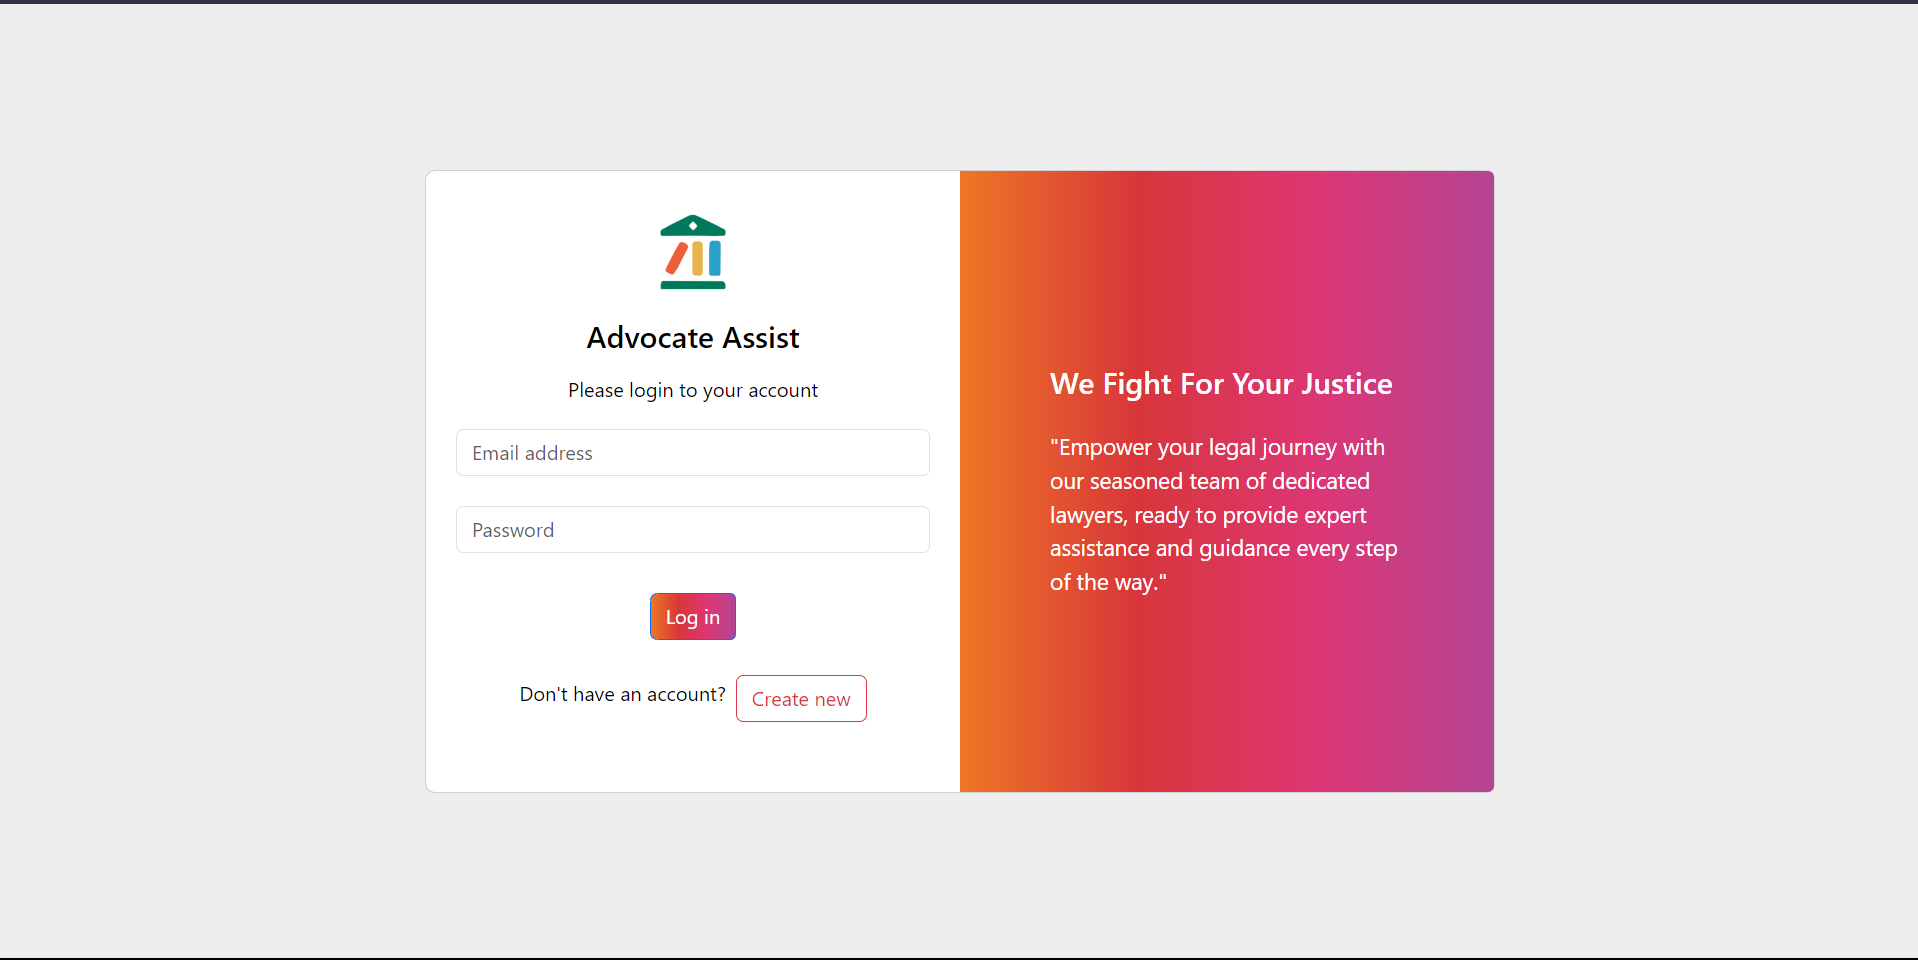 Advocate Assist
Please login to your account
Email address
Password
Log in
Don't have an account? Create new
We Fight For Your Justice
"Empower your legal journey with
our seasoned team of dedicated
lawyers, ready to provide expert
assistance and guidance every step
of the way."